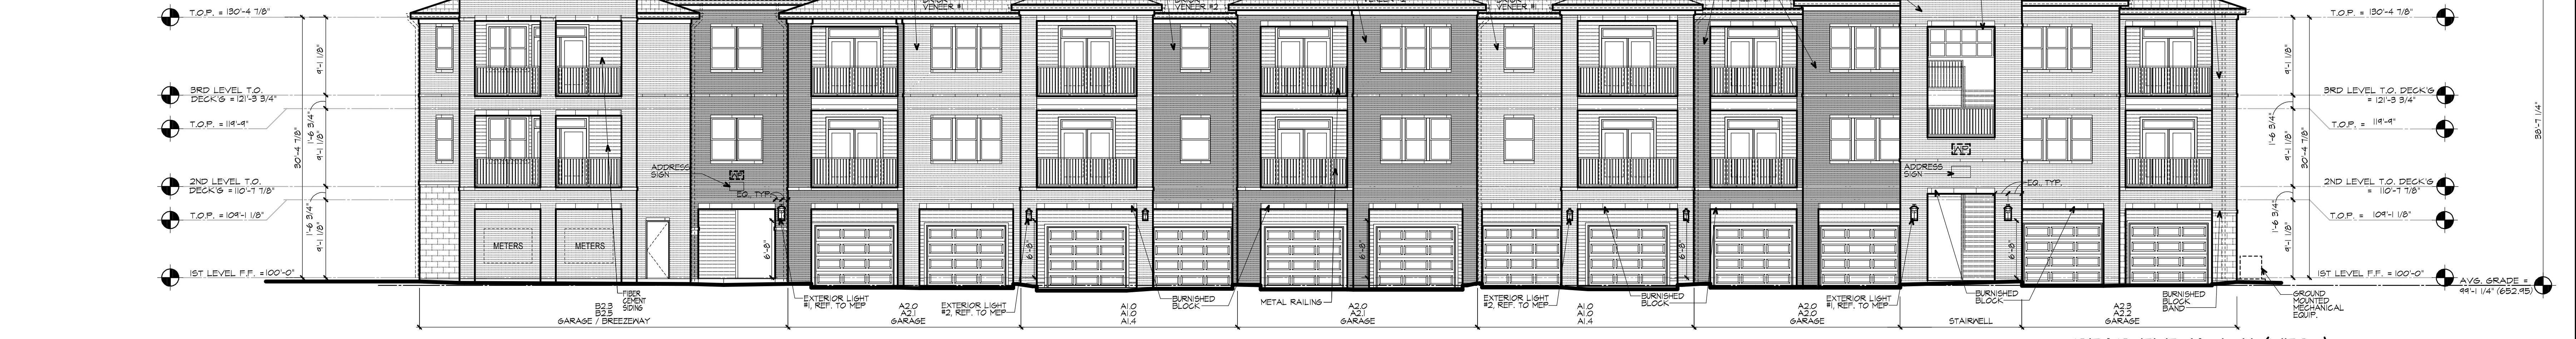 VENEER #1
VENEER #2
T.O.P. = 130'-4 7/8"
T.O.P. = 130'-4 7/8"
9'-1 1/8"
9'-1 1/8"
3RD LEVEL T.O.
DECK'G = 121'-3 3/4"
3RD LEVEL T.O. DECK'G
= 121'-3 3/4"
38'-7 1/4"
T.O.P. = 119'-9"
T.O.P. = 119'-9"
1'-6 3/4"
30'-4 7/8"
9'-1 1/8"
1'-6 3/4"
9'-1 1/8"
30'-4 7/8"
ADDRESS
SIGN
EQ., TYP.
ADDRESS
SIGN
EQ., TYP.
2ND LEVEL T.O.
DECK'G = 110'-7 7/8"
2ND LEVEL T.O. DECK'G
= 110'-7 7/8"
T.O.P. = 109'-1 1/8"
T.O.P. = 109'-1 1/8"
1'-6 3/4"
9'-1 1/8"
1'-6 3/4"
9'-1 1/8"
METERS
METERS
6'-8"
6'-8"
6'-8"
6'-8"
6'-8"
1ST LEVEL F.F. = 100'-0"
1ST LEVEL F.F. = 100'-0"
AVG. GRADE =
99'-1 1/4" (652.95)
FIBER
CEMENT
SIDING
EXTERIOR LIGHT
#1, REF. TO MEP
EXTERIOR LIGHT
#2, REF. TO MEP
BURNISHED
BLOCK
METAL RAILING
EXTERIOR LIGHT
#2, REF. TO MEP
BURNISHED
BLOCK
EXTERIOR LIGHT
#1, REF. TO MEP
BURNISHED
BLOCK
BURNISHED
BLOCK
BAND
GROUND
MOUNTED
MECHANICAL
EQUIP.
B2.3
B2.5
GARAGE / BREEZEWAY
A2.0
A2.1
GARAGE
A1.0
A1.0
A1.4
A2.0
A2.1
GARAGE
A1.0
A1.0
A1.4
A2.0
A2.0
GARAGE
STAIRWELL
A2.3
A2.2
GARAGE